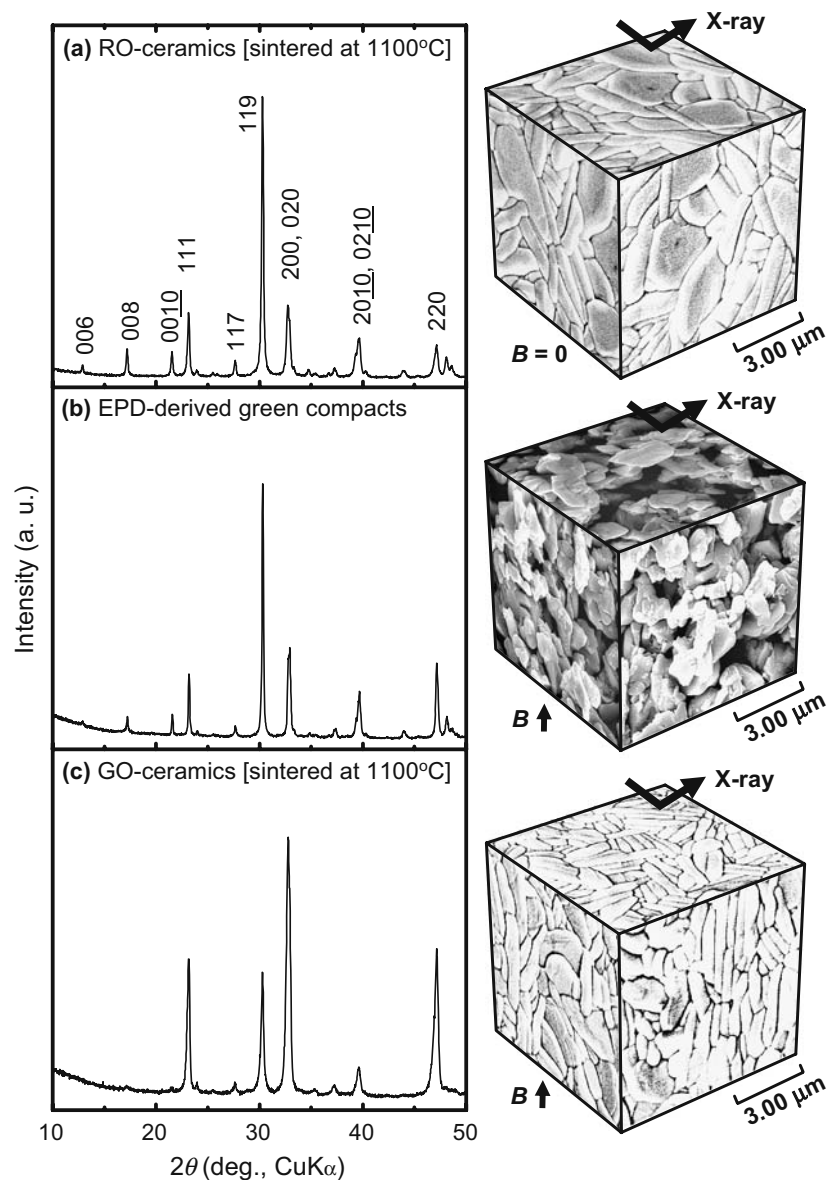 (a) RO-ceramics [sintered at 1100°C]
X-ray
119
200, 020
2010, 0210
111
220
0010
008
117
006
B = 0
3.00 μm
(b) EPD-derived green compacts
X-ray
Intensity (a. u.)
B
3.00 μm
(c) GO-ceramics [sintered at 1100°C]
X-ray
B
3.00 μm
10 20 30 40 50
2θ (deg., CuKα)